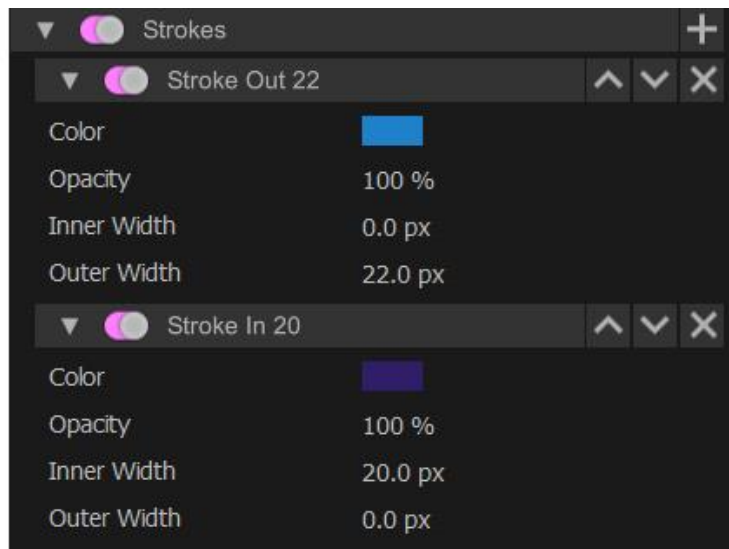 Strokes
Stroke Out 22
Color
Opacity 100 %
Inner Width 0.0 px
Outer Width 22.0 px
Stroke In 20
Color
Opacity 100 %
Inner Width 20.0 px
Outer Width 0.0 px